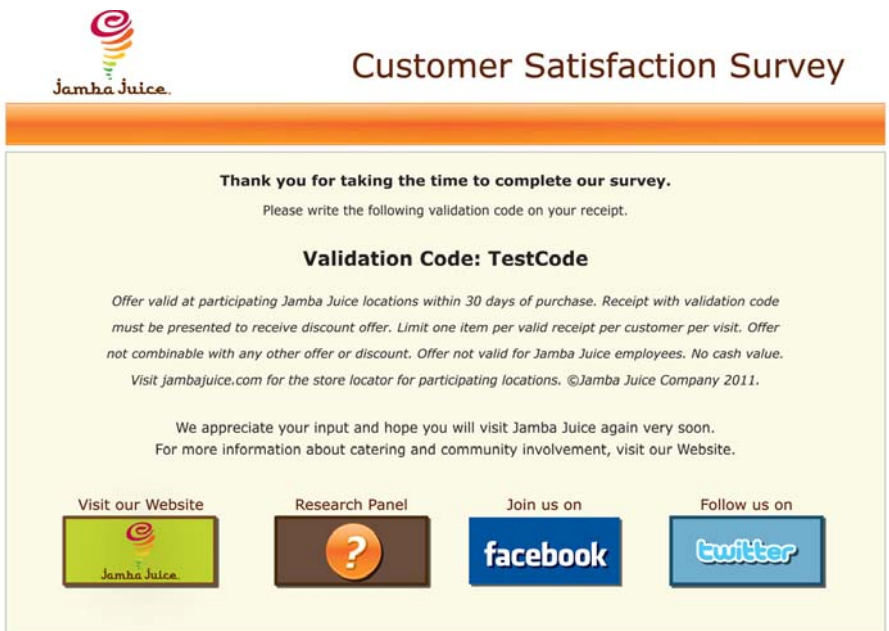 jamba juice.
Customer Satisfaction Survey
Thank you for taking the time to complete our survey.
Please write the following validation code on your receipt.
Validation Code: TestCode
Offer valid at participating Jamba Juice locations within 30 days of purchase. Receipt with validation code
must be presented to receive discount offer. Limit one item per valid receipt per customer per visit. Offer
not combinable with any other offer or discount. Offer not valid for Jamba Juice employees. No cash value.
Visit jambajuice.com for the store locator for participating locations. ©Jamba Juice Company 2011.
We appreciate your input and hope you will visit Jamba Juice again very soon.
For more information about catering and community involvement, visit our Website.
Visit our Website
Research Panel
Join us on
Follow us on
jamba juice.
?
facebook
twitter